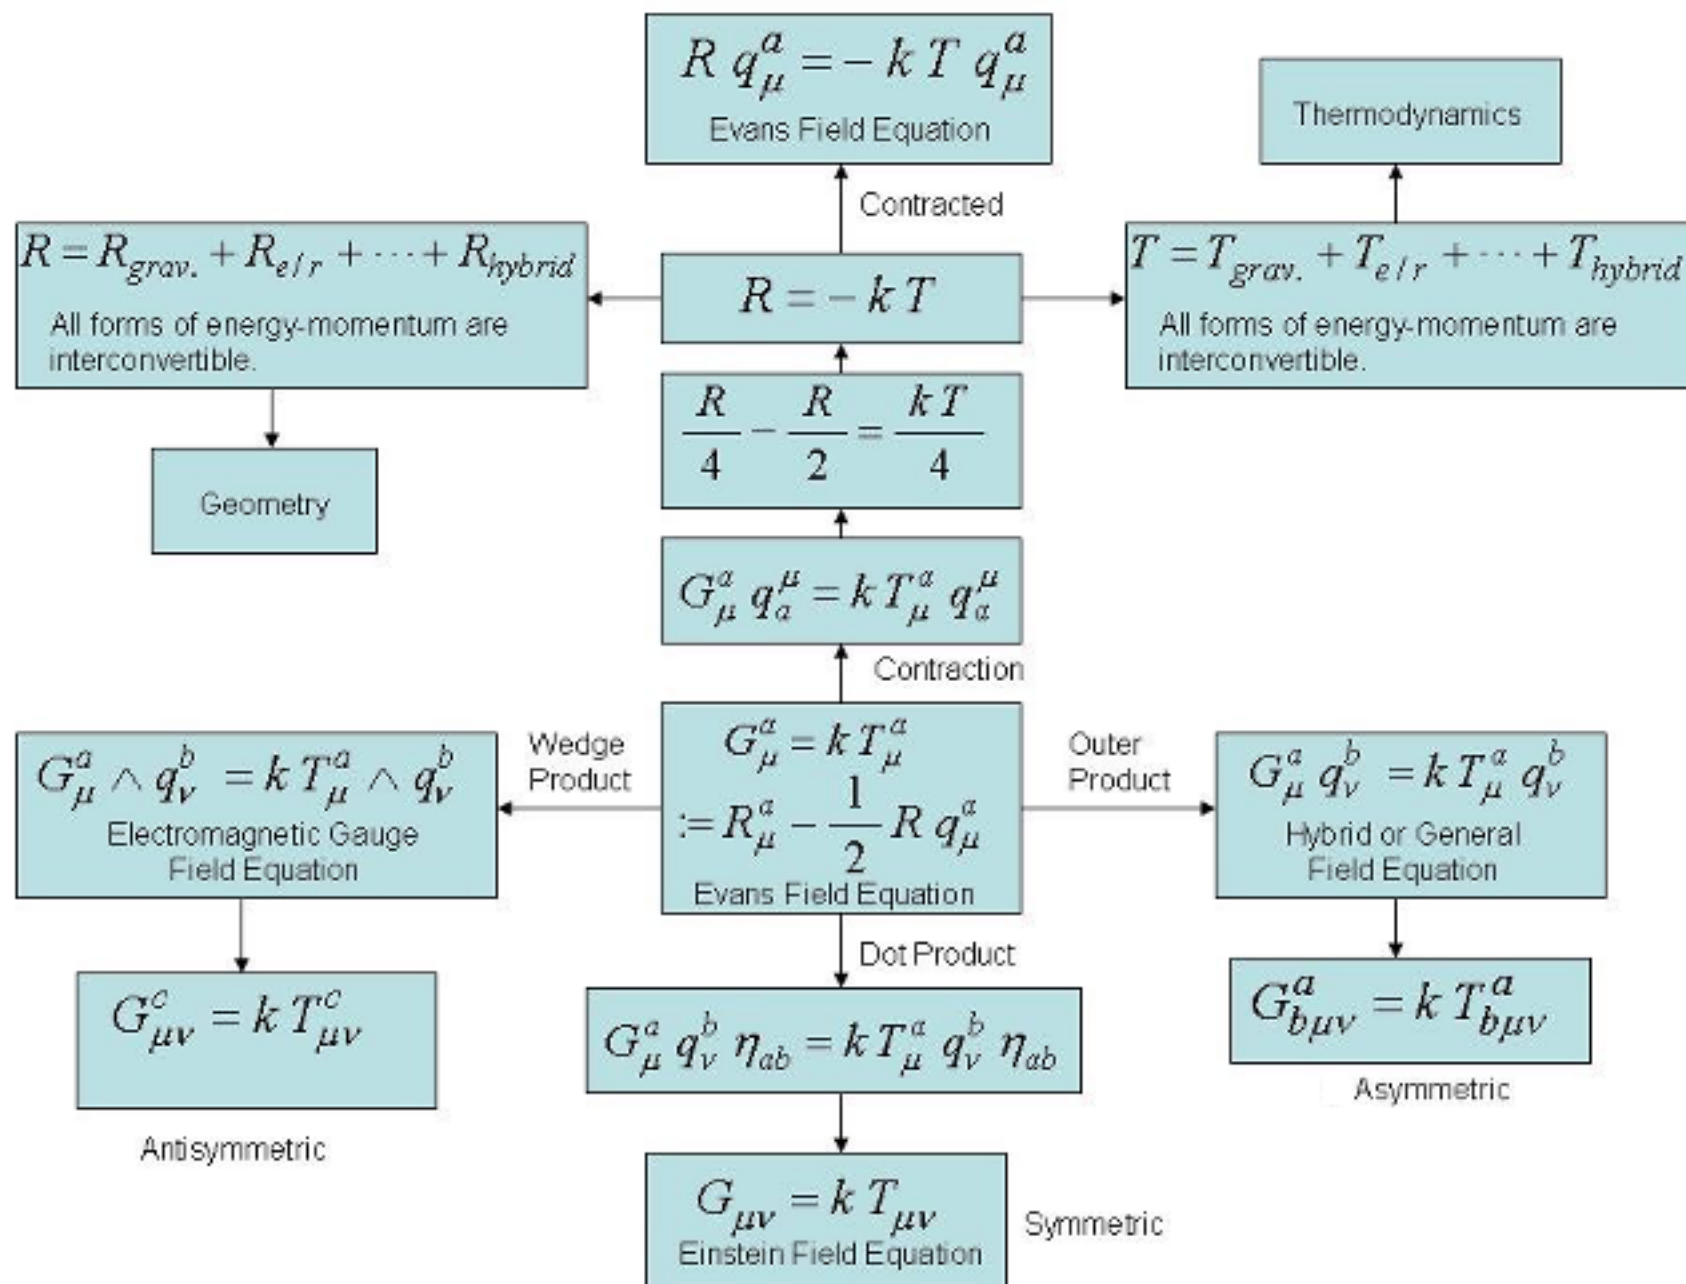 R q^a_μ = − k T q^a_μ
Evans Field Equation
Thermodynamics
Contracted
R = R_grav. + R_e/r + ··· + R_hybrid
All forms of energy-momentum are
interconvertible.
R = − k T
T = T_grav. + T_e/r + ··· + T_hybrid
All forms of energy-momentum are
interconvertible.
R/4 − R/2 = k T/4
Geometry
G^a_μ q^μ_a = k T^a_μ q^μ_a
Contraction
Wedge
Product
G^a_μ = k T^a_μ
:= R^a_μ − 1/2 R q^a_μ
Evans Field Equation
Outer
Product
G^a_μ ∧ q^b_ν = k T^a_μ ∧ q^b_ν
Electromagnetic Gauge
Field Equation
G^a_μ q^b_ν = k T^a_μ q^b_ν
Hybrid or General
Field Equation
Dot Product
G^c_μν = k T^c_μν
Antisymmetric
G^a_μ q^b_ν η_ab = k T^a_μ q^b_ν η_ab
G^a_bμν = k T^a_bμν
Asymmetric
G_μν = k T_μν
Einstein Field Equation
Symmetric